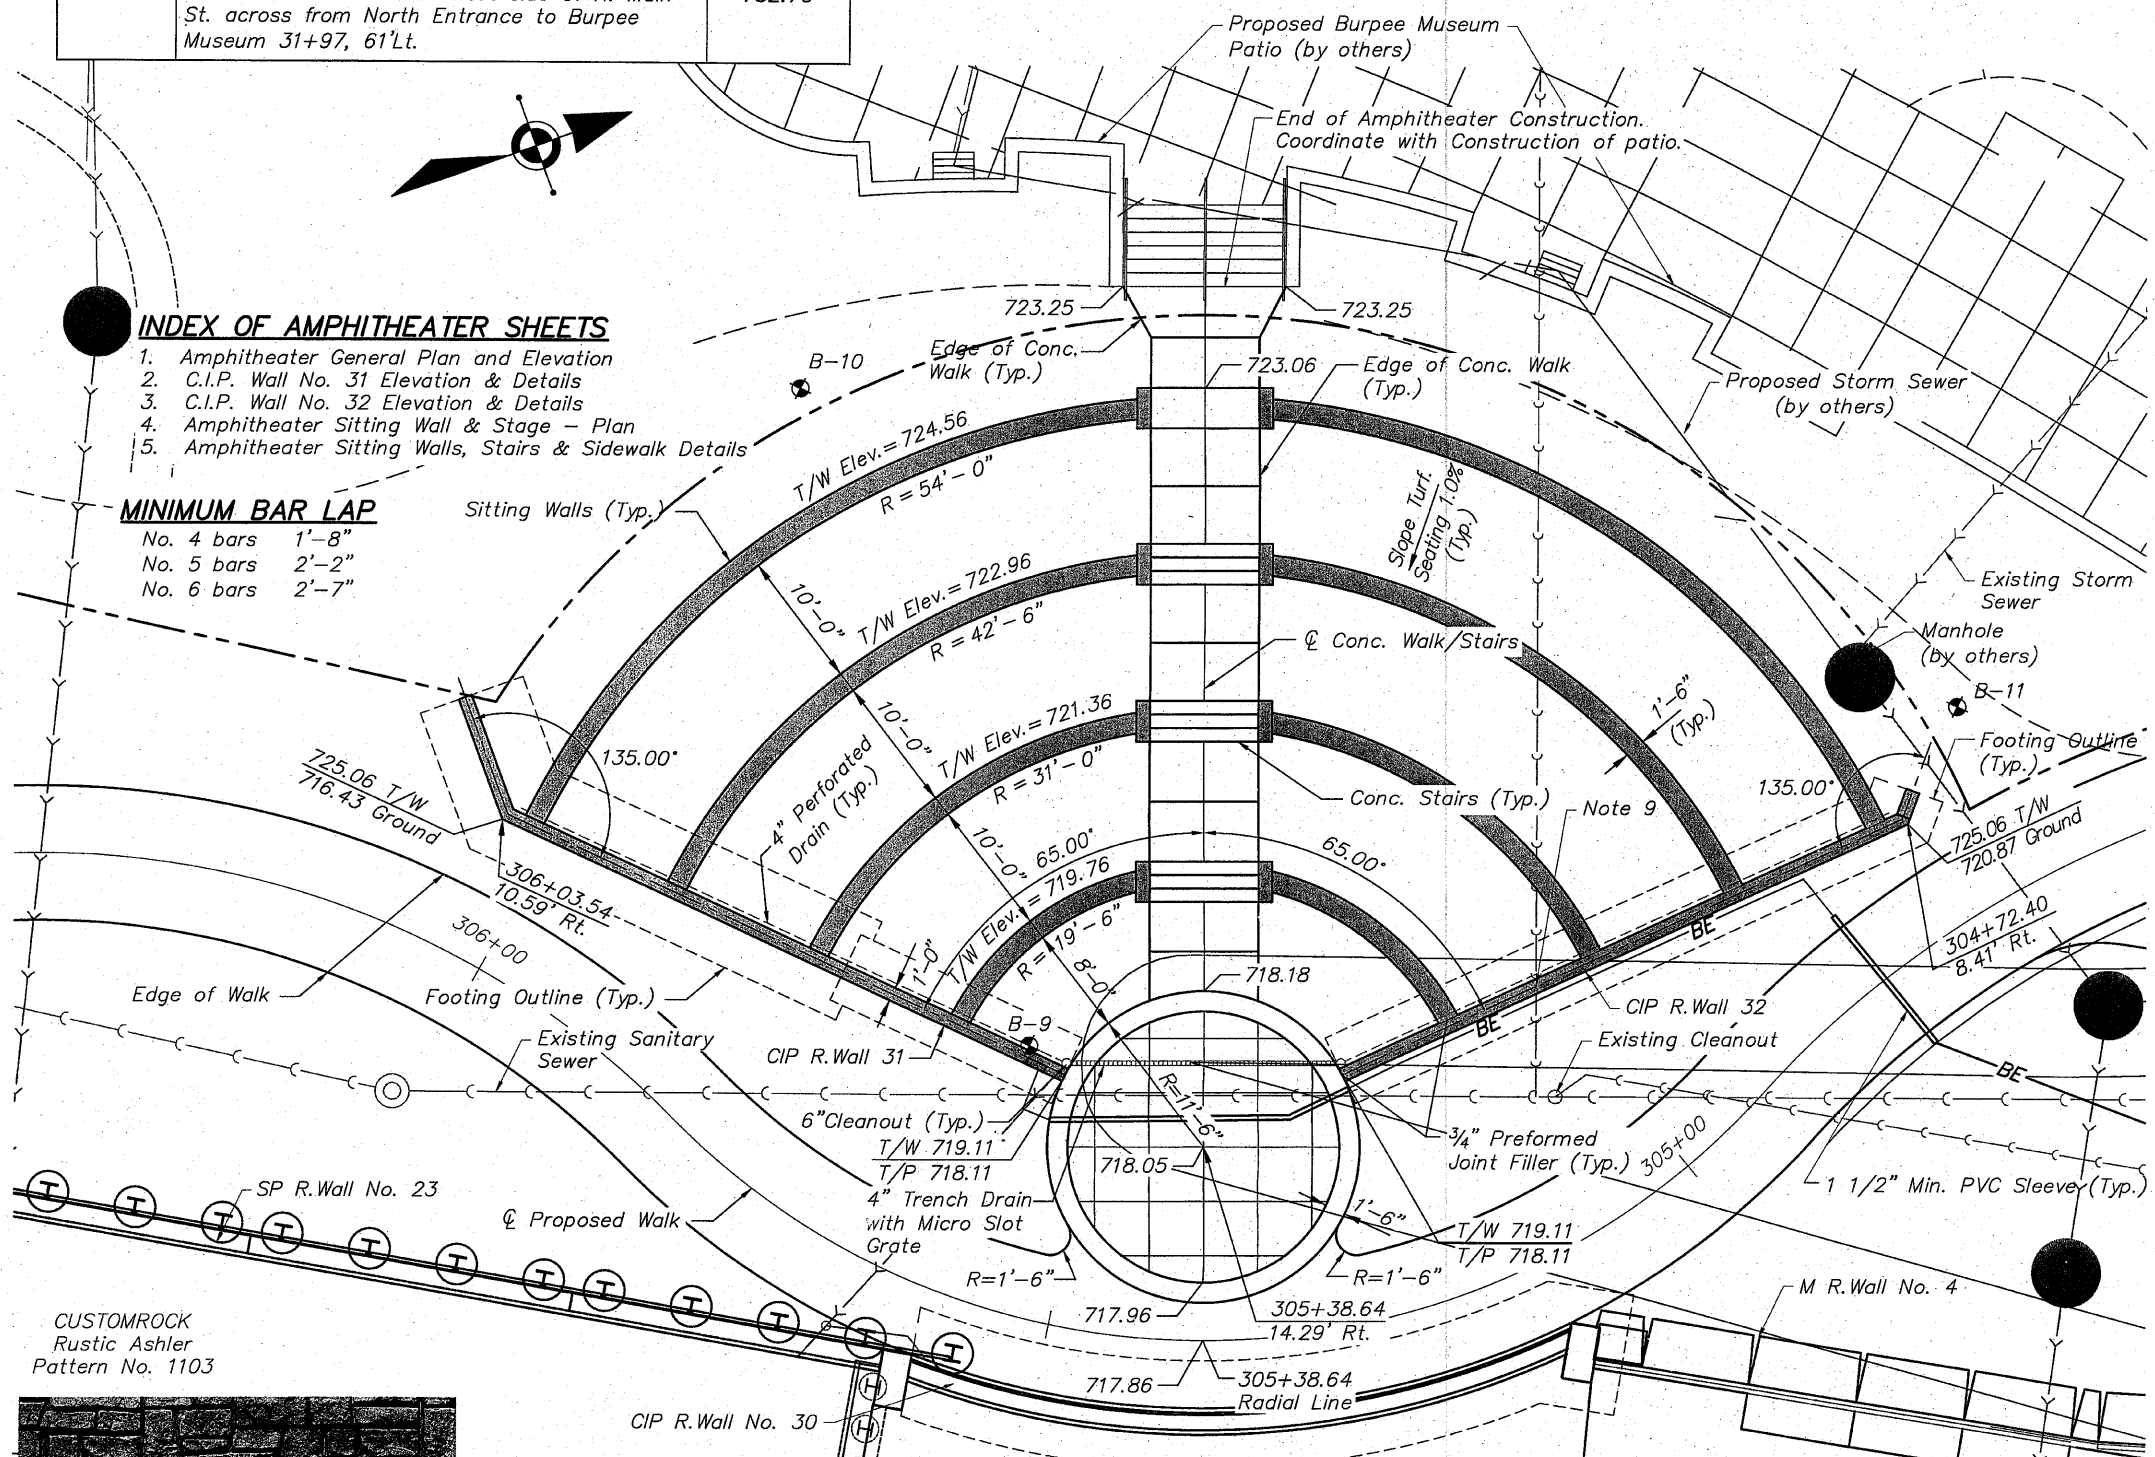 St. across from North Entrance to Burpee
Museum 31+97, 61'Lt.
Proposed Burpee Museum
Patio (by others)
End of Amphitheater Construction.
Coordinate with Construction of patio.
723.25
723.25
INDEX OF AMPHITHEATER SHEETS
1. Amphitheater General Plan and Elevation
2. C.I.P. Wall No. 31 Elevation & Details
3. C.I.P. Wall No. 32 Elevation & Details
4. Amphitheater Sitting Wall & Stage – Plan
5. Amphitheater Sitting Walls, Stairs & Sidewalk Details
B-10
Edge of Conc.
Walk (Typ.)
723.06
Edge of Conc. Walk
(Typ.)
Proposed Storm Sewer
(by others)
MINIMUM BAR LAP
No. 4 bars 1'-8"
No. 5 bars 2'-2"
No. 6 bars 2'-7"
Sitting Walls (Typ.)
T/W Elev.=724.56
R = 54'- 0"
Slope Turf.
Seating 1.0%
(Typ.)
Existing Storm
Sewer
Manhole
(by others)
B-11
10'-0"
T/W Elev.=722.96
R = 42'- 6"
℄ Conc. Walk/Stairs
1'-6"
(Typ.)
Footing Outline
(Typ.)
10'-0"
T/W Elev.=721.36
R = 31'- 0"
135.00°
135.00°
725.06 T/W
716.43 Ground
4" Perforated
Drain (Typ.)
Conc. Stairs (Typ.)
Note 9
725.06 T/W
720.87 Ground
10'-0"
65.00°
65.00°
T/W Elev.=719.76
R = 19'- 6"
306+03.54
10.59' Rt.
306+00
1'-0"
8'-0"
718.18
BE
304+72.40
8.41' Rt.
Edge of Walk
Footing Outline (Typ.)
CIP R.Wall 32
Existing Sanitary
Sewer
CIP R.Wall 31
B-9
BE
Existing Cleanout
BE
R=11'-6"
6"Cleanout (Typ.)
T/W 719.11
T/P 718.11
718.05
3/4" Preformed
Joint Filler (Typ.)
305+00
1 1/2" Min. PVC Sleeve (Typ.)
SP R.Wall No. 23
℄ Proposed Walk
4" Trench Drain
with Micro Slot
Grate
1'-6"
T/W 719.11
T/P 718.11
R=1'-6"
R=1'-6"
M R.Wall No. 4
717.96
305+38.64
14.29' Rt.
CUSTOMROCK
Rustic Ashler
Pattern No. 1103
717.86
305+38.64
Radial Line
CIP R.Wall No. 30